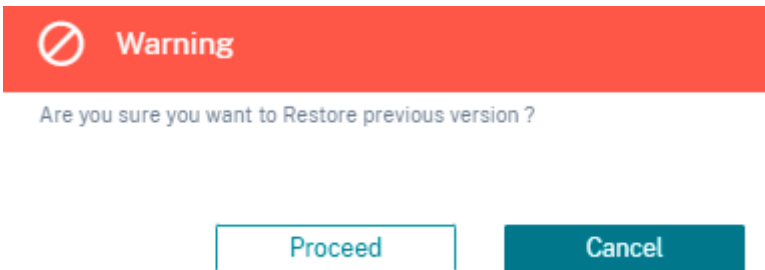 Warning
Are you sure you want to Restore previous version ?
Proceed
Cancel